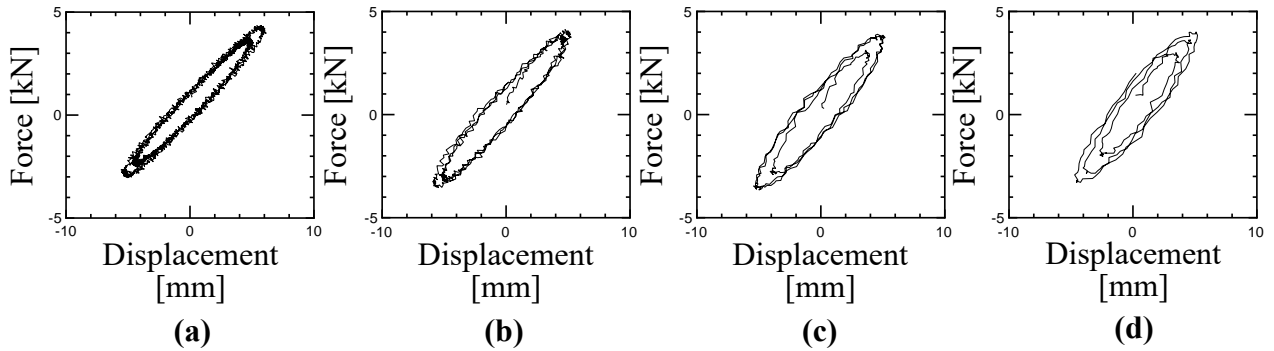 5
0
-5
-10
0
10
Force [kN]
Displacement
[mm]
(a)
5
0
-5
-10
0
10
Force [kN]
Displacement
[mm]
(b)
5
0
-5
-10
0
10
Force [kN]
Displacement
[mm]
(c)
5
0
-5
-10
0
10
Force [kN]
Displacement
[mm]
(d)